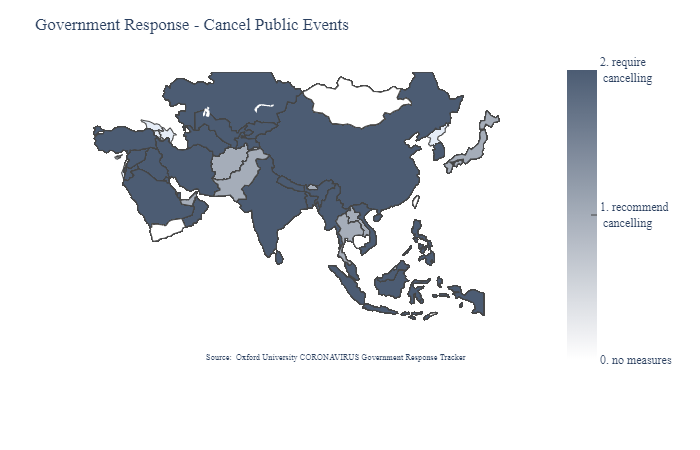 Government Response - Cancel Public Events
2. require
cancelling
1. recommend
cancelling
0. no measures
Source: Oxford University CORONAVIRUS Government Response Tracker